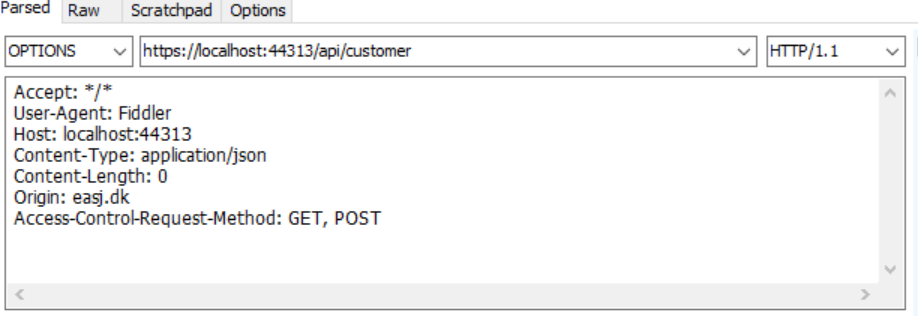 Parsed Raw Scratchpad Options
OPTIONS https://localhost:44313/api/customer HTTP/1.1
Accept: */*
User-Agent: Fiddler
Host: localhost:44313
Content-Type: application/json
Content-Length: 0
Origin: easj.dk
Access-Control-Request-Method: GET, POST